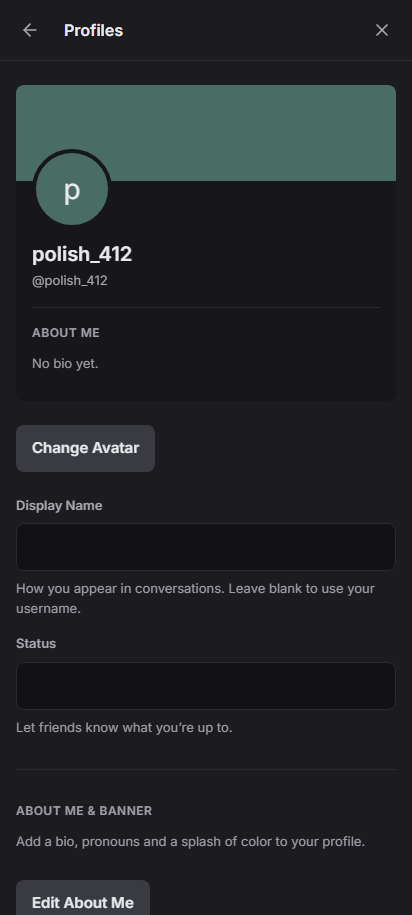 Profiles
p
polish_412
@polish_412
ABOUT ME
No bio yet.
Change Avatar
Display Name
How you appear in conversations. Leave blank to use your
username.
Status
Let friends know what you’re up to.
ABOUT ME & BANNER
Add a bio, pronouns and a splash of color to your profile.
Edit About Me